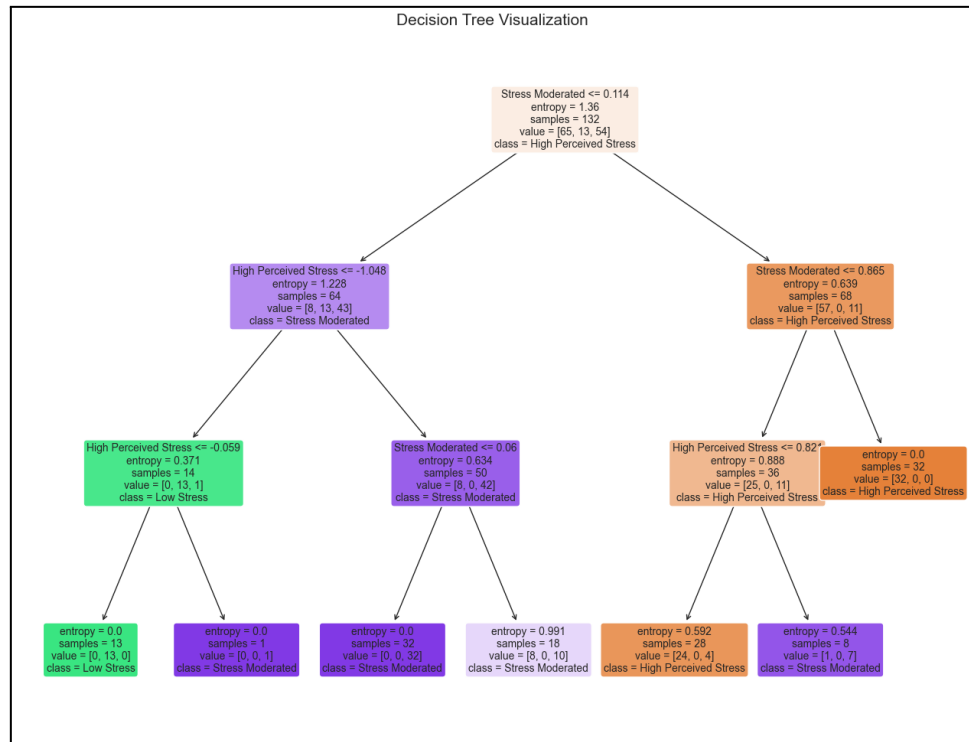 Decision Tree Visualization
Stress Moderated <= 0.114
entropy = 1.36
samples = 132
value = [65, 13, 54]
class = High Perceived Stress
High Perceived Stress <= -1.048
entropy = 1.228
samples = 64
value = [8, 13, 43]
class = Stress Moderated
Stress Moderated <= 0.865
entropy = 0.639
samples = 68
value = [57, 0, 11]
class = High Perceived Stress
High Perceived Stress <= -0.059
entropy = 0.371
samples = 14
value = [0, 13, 1]
class = Low Stress
Stress Moderated <= 0.06
entropy = 0.634
samples = 50
value = [8, 0, 42]
class = Stress Moderated
High Perceived Stress <= 0.821
entropy = 0.888
samples = 36
value = [25, 0, 11]
class = High Perceived Stress
entropy = 0.0
samples = 32
value = [32, 0, 0]
class = High Perceived Stress
entropy = 0.0
samples = 13
value = [0, 13, 0]
class = Low Stress
entropy = 0.0
samples = 1
value = [0, 0, 1]
class = Stress Moderated
entropy = 0.0
samples = 32
value = [0, 0, 32]
class = Stress Moderated
entropy = 0.991
samples = 18
value = [8, 0, 10]
class = Stress Moderated
entropy = 0.592
samples = 28
value = [24, 0, 4]
class = High Perceived Stress
entropy = 0.544
samples = 8
value = [1, 0, 7]
class = Stress Moderated